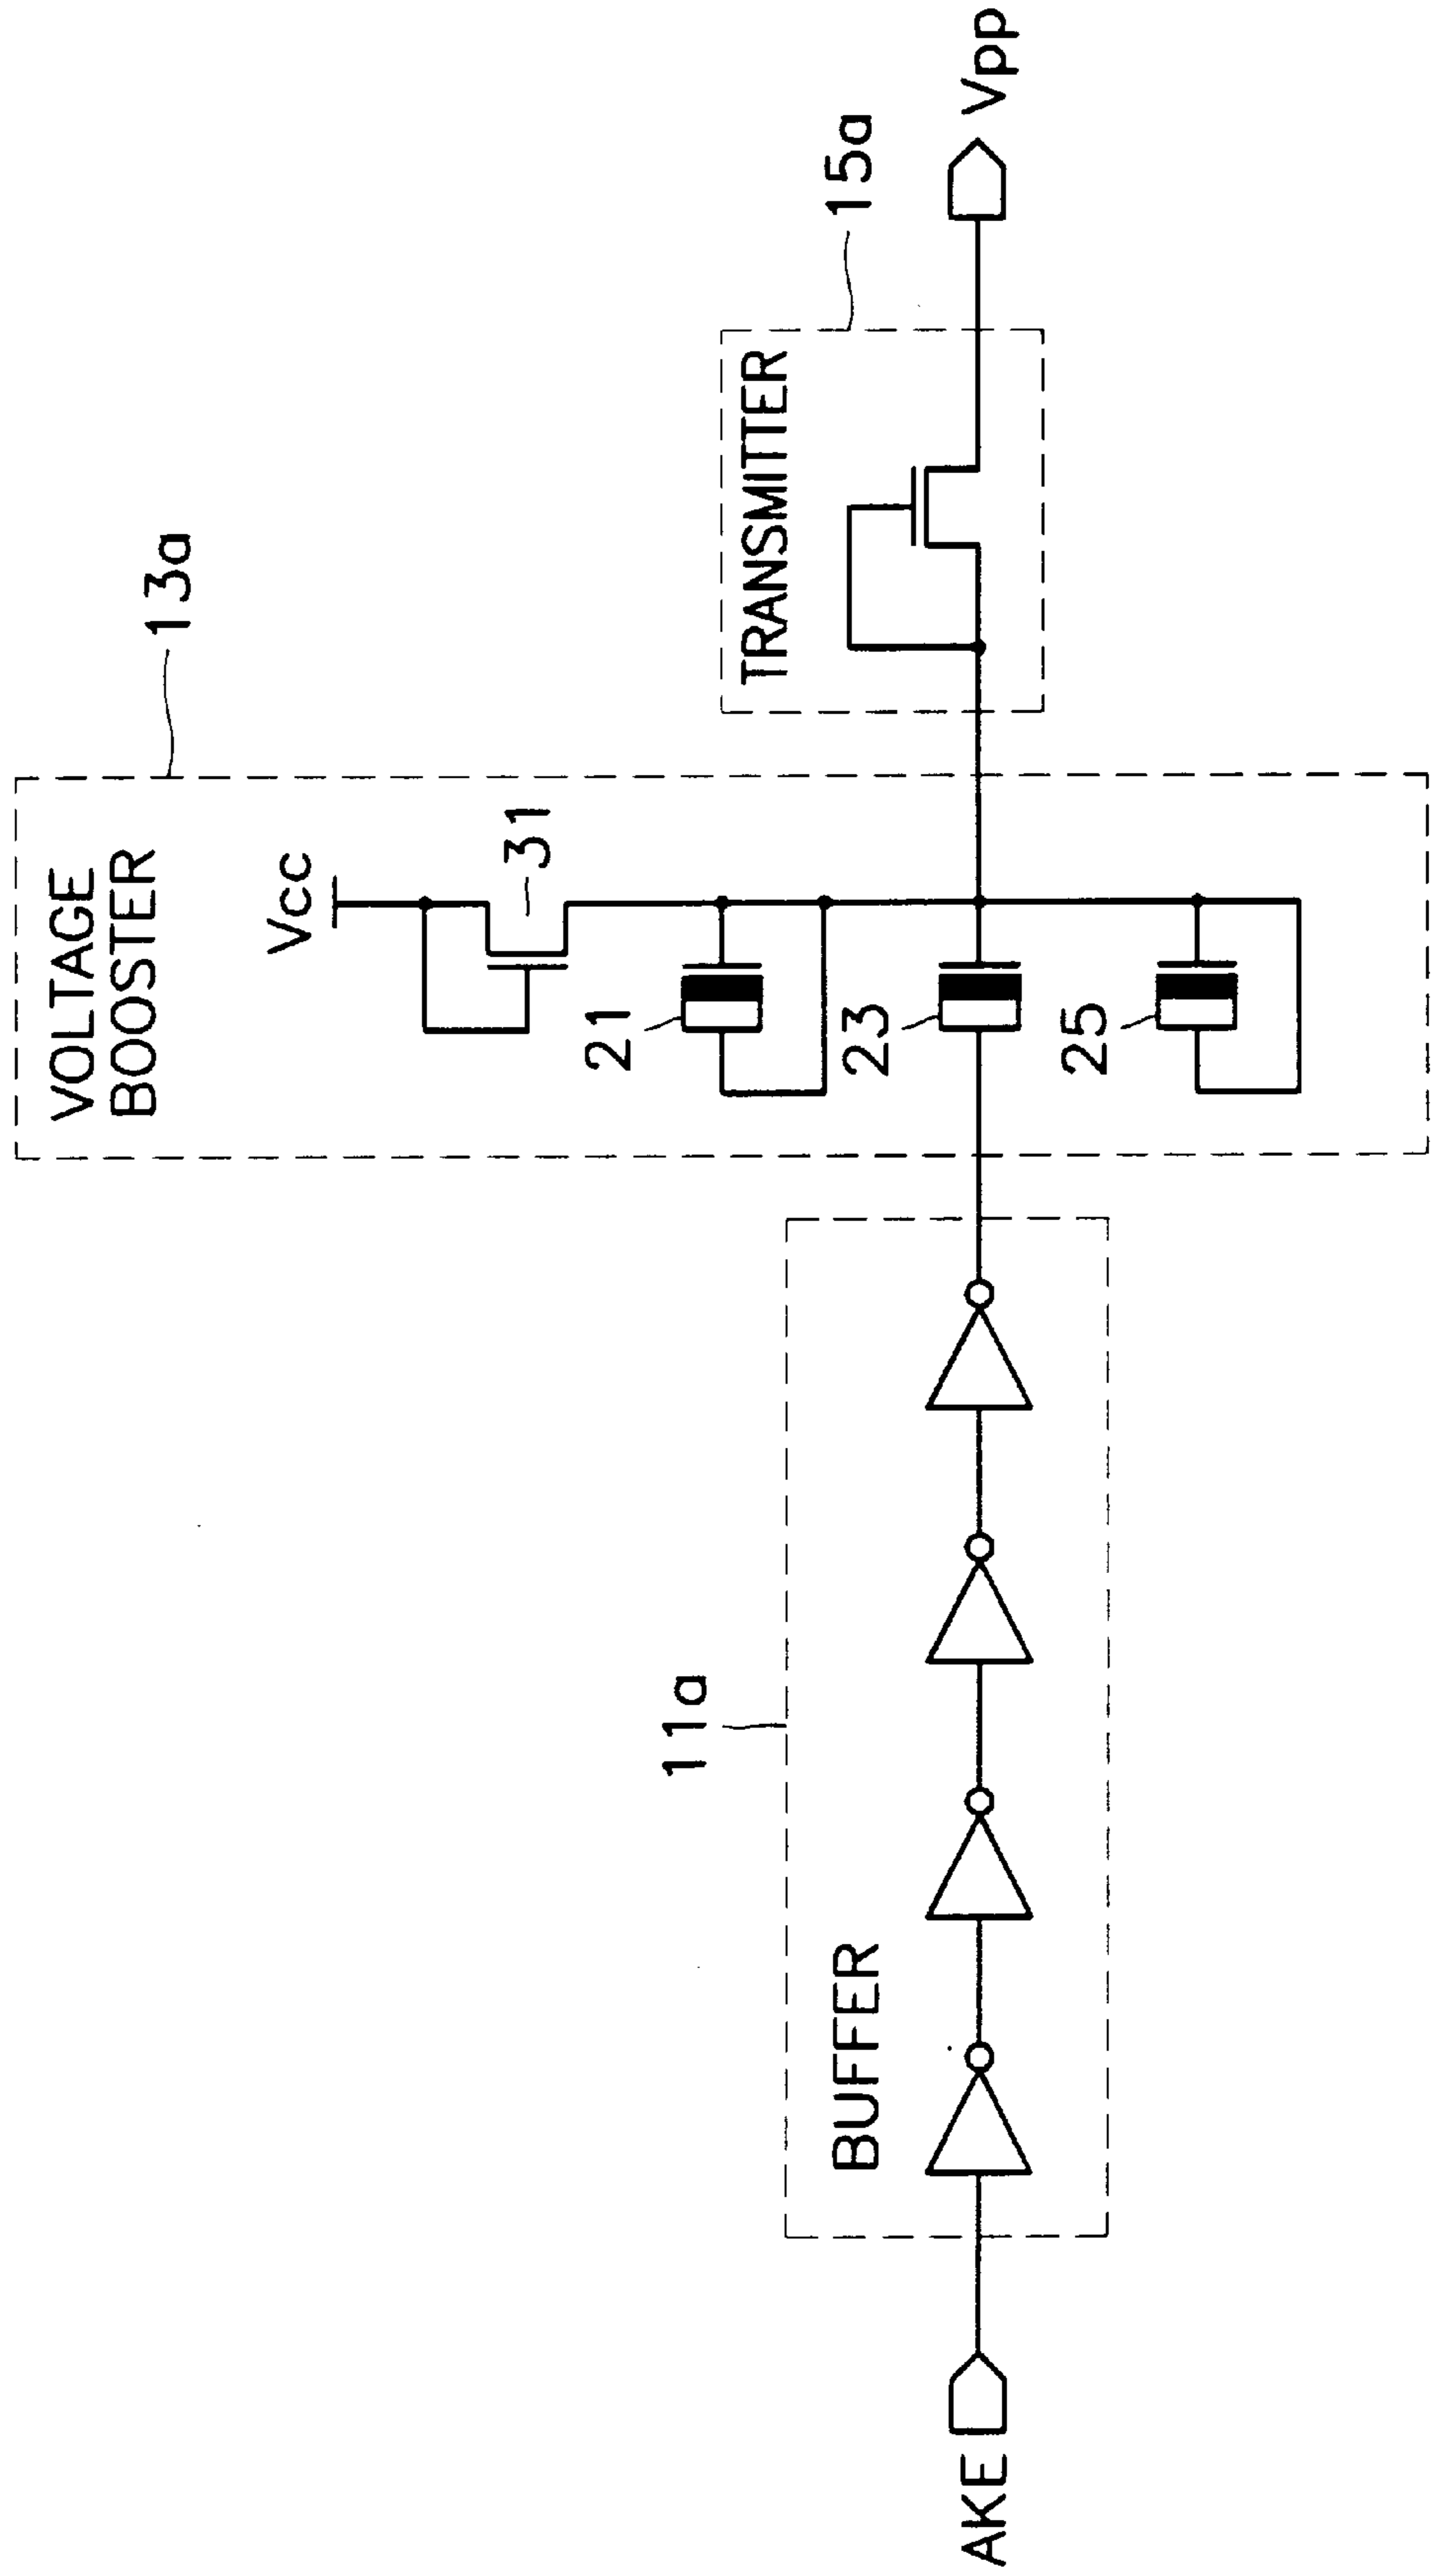 VOLTAGE
BOOSTER
13a
Vcc
31
21
23
25
TRANSMITTER
15a
Vpp
11a
BUFFER
AKE